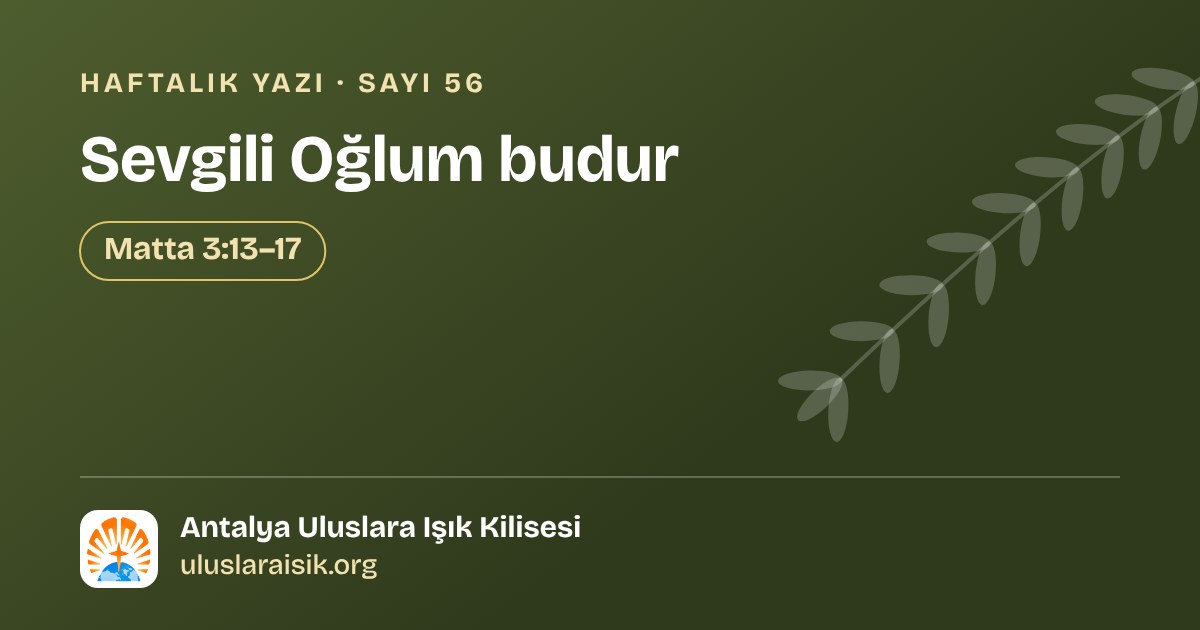 HAFTALIK YAZI · SAYI 56
Sevgili Oğlum budur
Matta 3:13–17
Antalya Uluslara Işık Kilisesi
uluslaraisik.org